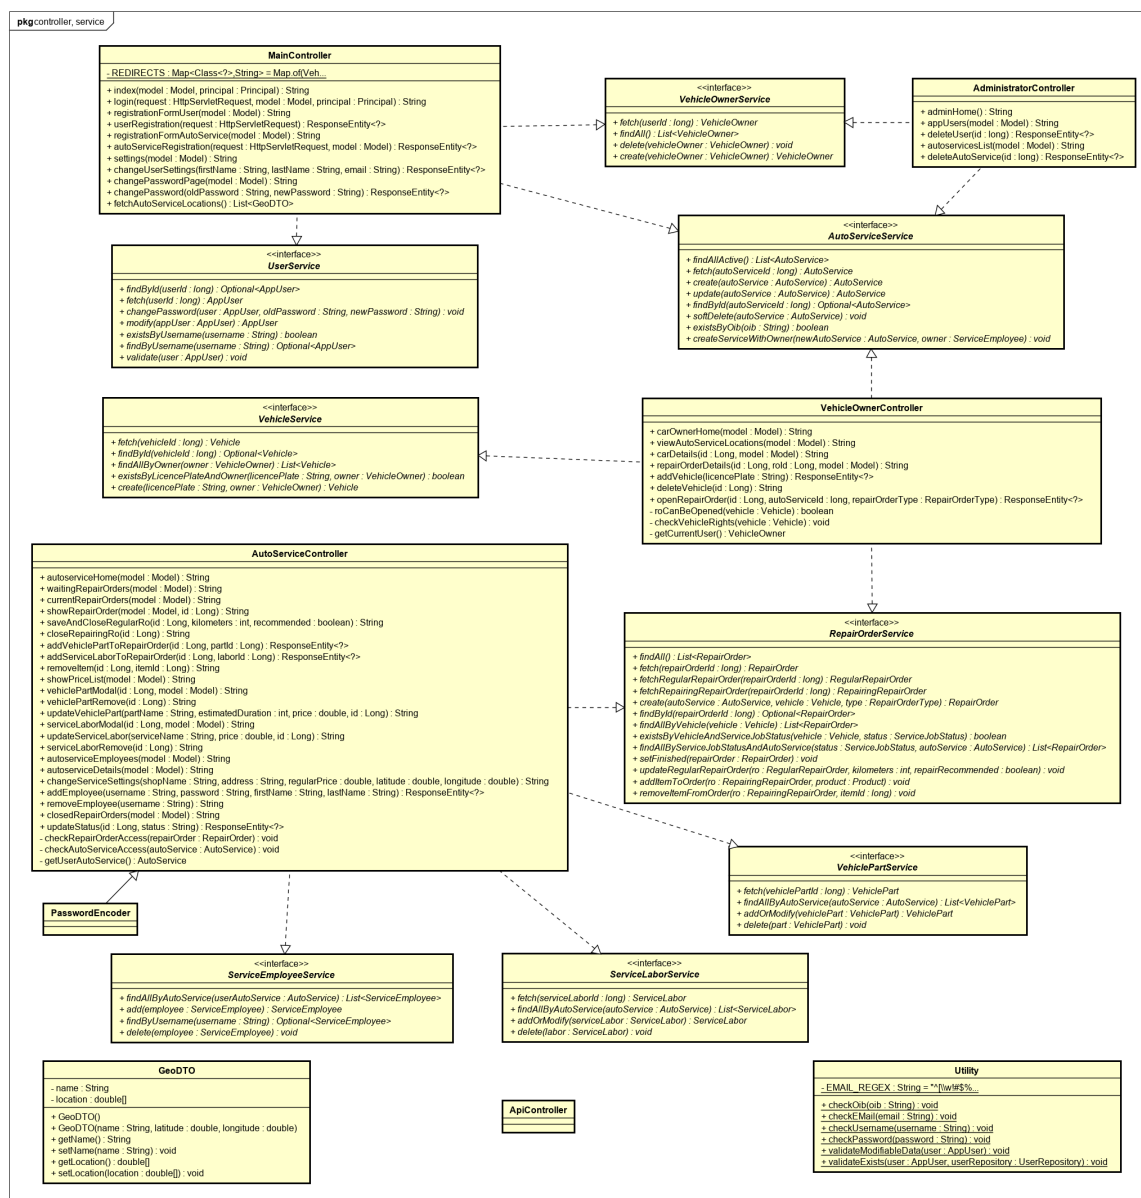 pkg controller, service
MainController
- REDIRECTS : Map<Class<?>,String> = Map.of(Veh...
+ index(model : Model, principal : Principal) : String
+ login(request : HttpServletRequest, model : Model, principal : Principal) : String
+ registrationFormUser(model : Model) : String
+ userRegistration(request : HttpServletRequest) : ResponseEntity<?>
+ registrationFormAutoService(model : Model) : String
+ autoServiceRegistration(request : HttpServletRequest, model : Model) : ResponseEntity<?>
+ settings(model : Model) : String
+ changeUserSettings(firstName : String, lastName : String, email : String) : ResponseEntity<?>
+ changePasswordPage(model : Model) : String
+ changePassword(oldPassword : String, newPassword : String) : ResponseEntity<?>
+ fetchAutoServiceLocations() : List<GeoDTO>
<<interface>>
VehicleOwnerService
+ fetch(userId : long) : VehicleOwner
+ findAll() : List<VehicleOwner>
+ delete(vehicleOwner : VehicleOwner) : void
+ create(vehicleOwner : VehicleOwner) : VehicleOwner
AdministratorController
+ adminHome() : String
+ appUsers(model : Model) : String
+ deleteUser(id : long) : ResponseEntity<?>
+ autoservicesList(model : Model) : String
+ deleteAutoService(id : long) : ResponseEntity<?>
<<interface>>
UserService
+ findById(userId : long) : Optional<AppUser>
+ fetch(userId : long) : AppUser
+ changePassword(user : AppUser, oldPassword : String, newPassword : String) : void
+ modify(appUser : AppUser) : AppUser
+ existsByUsername(username : String) : boolean
+ findByUsername(username : String) : Optional<AppUser>
+ validate(user : AppUser) : void
<<interface>>
AutoServiceService
+ findAllActive() : List<AutoService>
+ fetch(autoServiceId : long) : AutoService
+ create(autoService : AutoService) : AutoService
+ update(autoService : AutoService) : AutoService
+ findById(autoServiceId : long) : Optional<AutoService>
+ softDelete(autoService : AutoService) : void
+ existsByOib(oib : String) : boolean
+ createServiceWithOwner(newAutoService : AutoService, owner : ServiceEmployee) : void
<<interface>>
VehicleService
+ fetch(vehicleId : long) : Vehicle
+ findById(vehicleId : long) : Optional<Vehicle>
+ findAllByOwner(owner : VehicleOwner) : List<Vehicle>
+ existsByLicencePlateAndOwner(licencePlate : String, owner : VehicleOwner) : boolean
+ create(licencePlate : String, owner : VehicleOwner) : Vehicle
VehicleOwnerController
+ carOwnerHome(model : Model) : String
+ viewAutoServiceLocations(model : Model) : String
+ carDetails(id : Long, model : Model) : String
+ repairOrderDetails(id : Long, roId : Long, model : Model) : String
+ addVehicle(licencePlate : String) : ResponseEntity<?>
+ deleteVehicle(id : Long) : String
+ openRepairOrder(id : Long, autoServiceId : long, repairOrderType : RepairOrderType) : ResponseEntity<?>
- roCanBeOpened(vehicle : Vehicle) : boolean
- checkVehicleRights(vehicle : Vehicle) : void
- getCurrentUser() : VehicleOwner
AutoServiceController
+ autoserviceHome(model : Model) : String
+ waitingRepairOrders(model : Model) : String
+ currentRepairOrders(model : Model) : String
+ showRepairOrder(model : Model, id : Long) : String
+ saveAndCloseRegularRo(id : Long, kilometers : int, recommended : boolean) : String
+ closeRepairingRo(id : Long) : String
+ addVehiclePartToRepairOrder(id : Long, partId : Long) : ResponseEntity<?>
+ addServiceLaborToRepairOrder(id : Long, laborId : Long) : ResponseEntity<?>
+ removeItem(id : Long, itemId : Long) : String
+ showPriceList(model : Model) : String
+ vehiclePartModal(id : Long, model : Model) : String
+ vehiclePartRemove(id : Long) : String
+ updateVehiclePart(partName : String, estimatedDuration : int, price : double, id : Long) : String
+ serviceLaborModal(id : Long, model : Model) : String
+ updateServiceLabor(serviceName : String, price : double, id : Long) : String
+ serviceLaborRemove(id : Long) : String
+ autoserviceEmployees(model : Model) : String
+ autoserviceDetails(model : Model) : String
+ changeServiceSettings(shopName : String, address : String, regularPrice : double, latitude : double, longitude : double) : String
+ addEmployee(username : String, password : String, firstName : String, lastName : String) : ResponseEntity<?>
+ removeEmployee(username : String) : String
+ closedRepairOrders(model : Model) : String
+ updateStatus(id : Long, status : String) : ResponseEntity<?>
- checkRepairOrderAccess(repairOrder : RepairOrder) : void
- checkAutoServiceAccess(autoService : AutoService) : void
- getUserAutoService() : AutoService
<<interface>>
RepairOrderService
+ findAll() : List<RepairOrder>
+ fetch(repairOrderId : long) : RepairOrder
+ fetchRegularRepairOrder(repairOrderId : long) : RegularRepairOrder
+ fetchRepairingRepairOrder(repairOrderId : long) : RepairingRepairOrder
+ create(autoService : AutoService, vehicle : Vehicle, type : RepairOrderType) : RepairOrder
+ findById(repairOrderId : long) : Optional<RepairOrder>
+ findAllByVehicle(vehicle : Vehicle) : List<RepairOrder>
+ existsByVehicleAndServiceJobStatus(vehicle : Vehicle, status : ServiceJobStatus) : boolean
+ findAllByServiceJobStatusAndAutoService(status : ServiceJobStatus, autoService : AutoService) : List<RepairOrder>
+ setFinished(repairOrder : RepairOrder) : void
+ updateRegularRepairOrder(ro : RegularRepairOrder, kilometers : int, repairRecommended : boolean) : void
+ addItemToOrder(ro : RepairingRepairOrder, product : Product) : void
+ removeItemFromOrder(ro : RepairingRepairOrder, itemId : long) : void
<<interface>>
VehiclePartService
+ fetch(vehiclePartId : long) : VehiclePart
+ findAllByAutoService(autoService : AutoService) : List<VehiclePart>
+ addOrModify(vehiclePart : VehiclePart) : VehiclePart
+ delete(part : VehiclePart) : void
PasswordEncoder
<<interface>>
ServiceEmployeeService
+ findAllByAutoService(userAutoService : AutoService) : List<ServiceEmployee>
+ add(employee : ServiceEmployee) : ServiceEmployee
+ findByUsername(username : String) : Optional<ServiceEmployee>
+ delete(employee : ServiceEmployee) : void
<<interface>>
ServiceLaborService
+ fetch(serviceLaborId : long) : ServiceLabor
+ findAllByAutoService(autoService : AutoService) : List<ServiceLabor>
+ addOrModify(serviceLabor : ServiceLabor) : ServiceLabor
+ delete(labor : ServiceLabor) : void
GeoDTO
- name : String
- location : double[]
+ GeoDTO()
+ GeoDTO(name : String, latitude : double, longitude : double)
+ getName() : String
+ setName(name : String) : void
+ getLocation() : double[]
+ setLocation(location : double[]) : void
ApiController
Utility
- EMAIL_REGEX : String = "^[\\w!#$%...
+ checkOib(oib : String) : void
+ checkEMail(email : String) : void
+ checkUsername(username : String) : void
+ checkPassword(password : String) : void
+ validateModifiableData(user : AppUser) : void
+ validateExists(user : AppUser, userRepository : UserRepository) : void